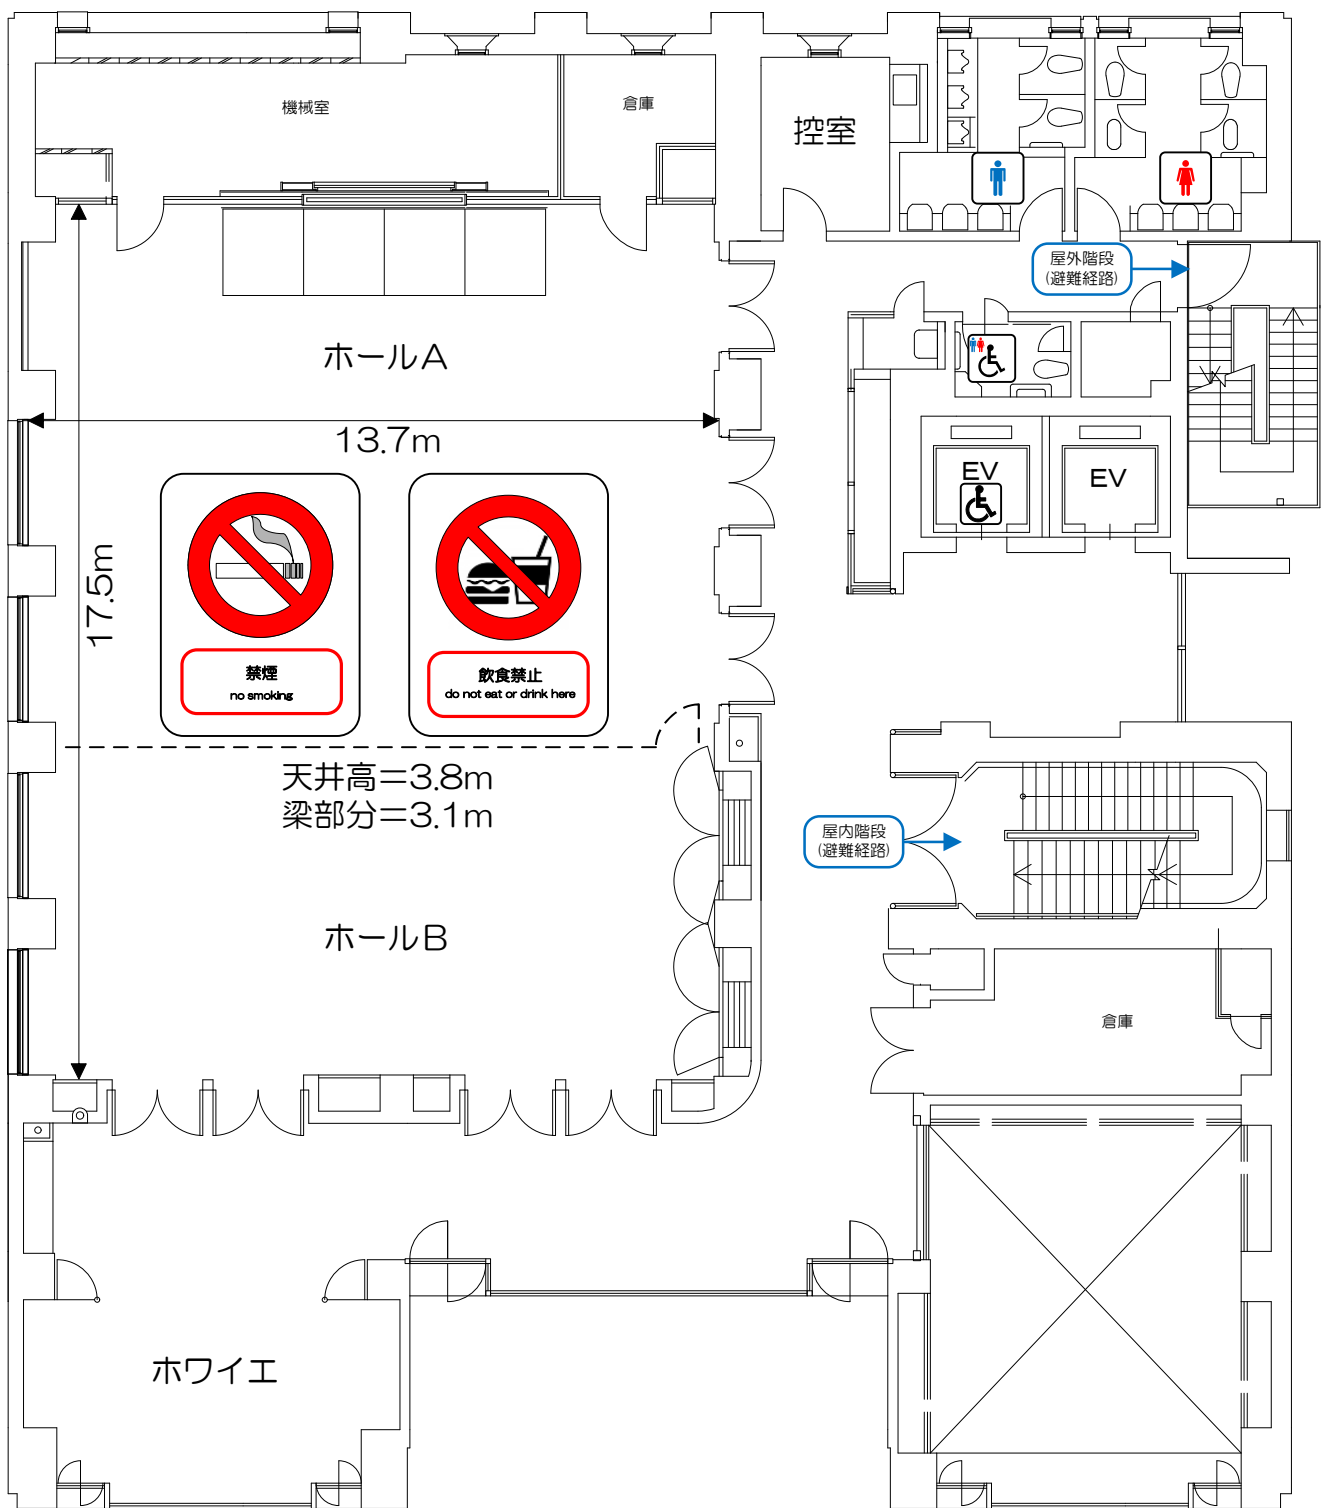 機械室
倉庫
控室
屋外階段
(避難経路)
ホールA
13.7m
EV
EV
17.5m
禁煙
no smoking
飲食禁止
do not eat or drink here
天井高=3.8m
梁部分=3.1m
屋内階段
(避難経路)
ホールB
倉庫
ホワイエ